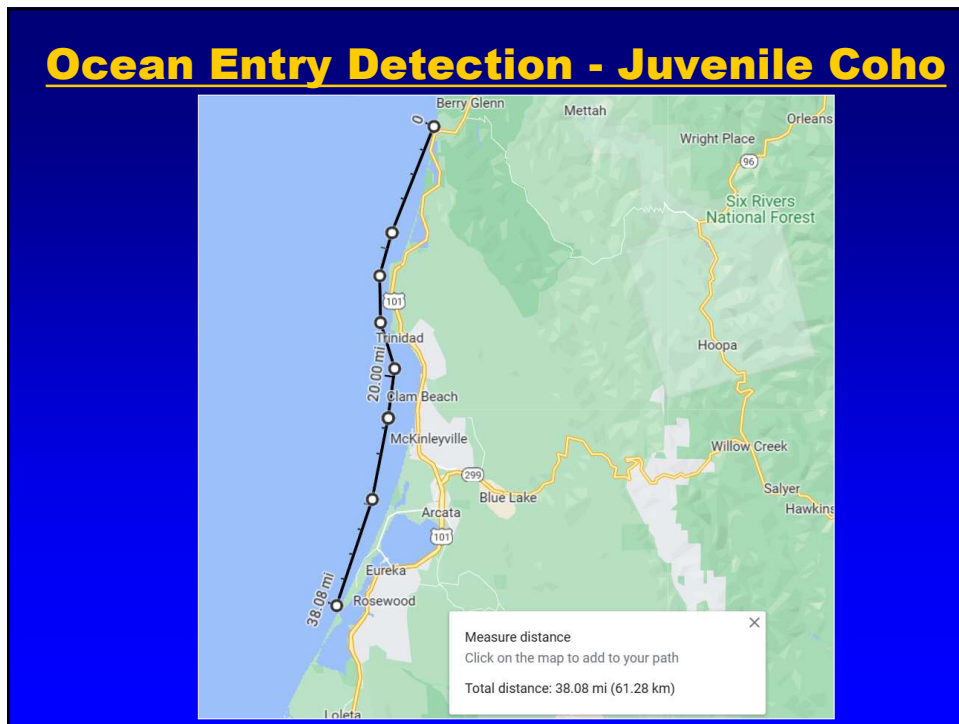 Ocean Entry Detection - Juvenile Coho
Berry Glenn
Mettah
Orleans
0
Wright Place
96
Six Rivers
National Forest
101
Trinidad
Hoopa
20.00 mi
Clam Beach
McKinleyville
Willow Creek
299
Blue Lake
Salyer
Hawkins
Arcata
101
Eureka
38.08 mi
Rosewood
Loleta
Measure distance
Click on the map to add to your path
Total distance: 38.08 mi (61.28 km)